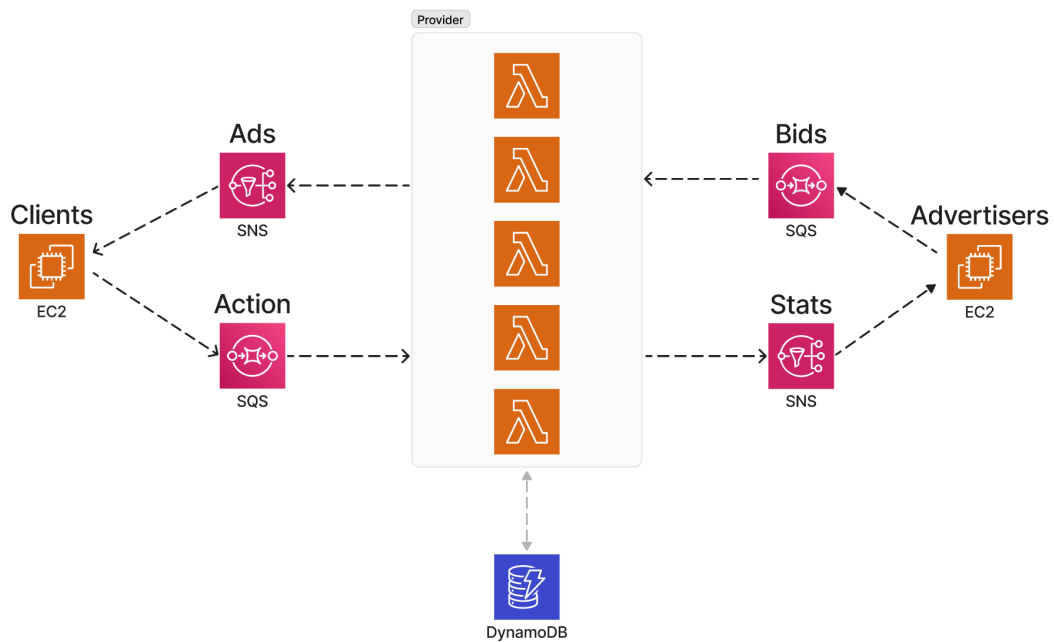 Provider
Ads
SNS
Bids
SQS
Clients
EC2
Advertisers
EC2
Action
SQS
Stats
SNS
DynamoDB